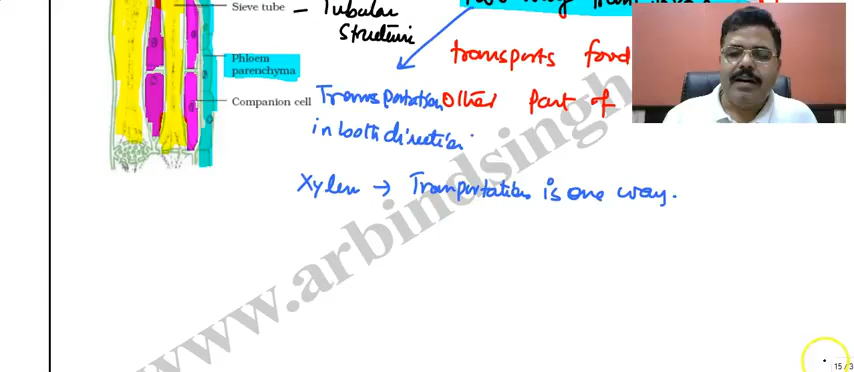 Sieve tube
- Tubular
Structure
Phloem
parenchyma
transports food
Companion cell
Transportation
other part of
in both direction
Xylem → Tranportation is one way.
www.arbindsingh
15 / 3